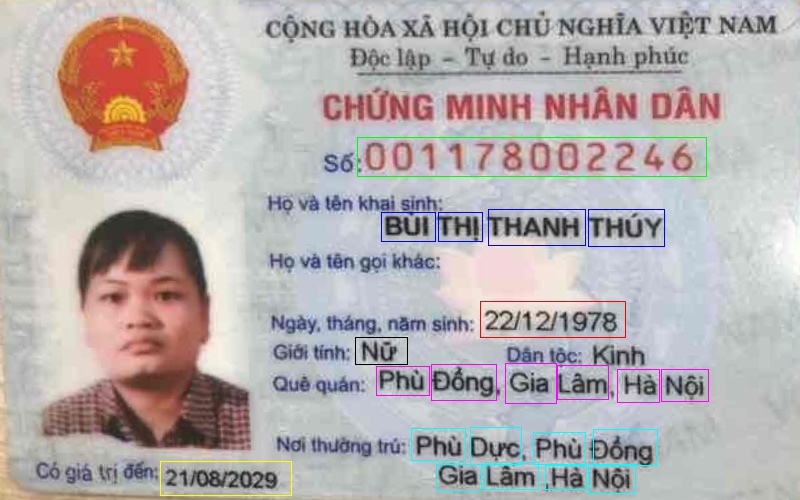 CỘNG HÒA XÃ HỘI CHỦ NGHĨA VIỆT NAM
Độc lập - Tự do - Hạnh phúc
CHỨNG MINH NHÂN DÂN
Số: 001178002246
Họ và tên khai sinh:
BÙI THỊ THANH THÚY
Họ và tên gọi khác:
Ngày, tháng, năm sinh: 22/12/1978
Giới tính: Nữ Dân tộc: Kinh
Quê quán: Phù Đổng, Gia Lâm, Hà Nội
Nơi thường trú: Phù Dực, Phù Đổng
Gia Lâm ,Hà Nội
Có giá trị đến: 21/08/2029